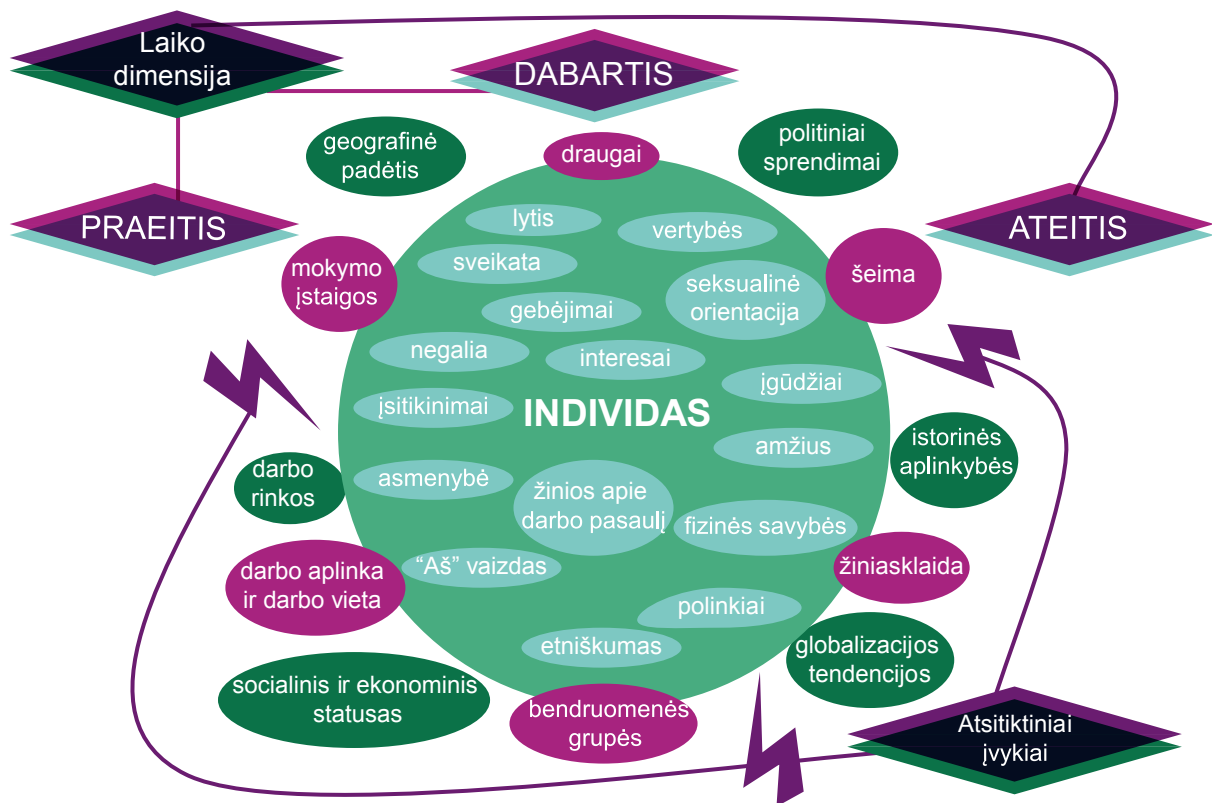 Laiko
dimensija
DABARTIS
geografinė
padėtis
draugai
politiniai
sprendimai
PRAEITIS
ATEITIS
lytis
vertybės
mokymo
įstaigos
sveikata
seksualinė
orientacija
šeima
gebėjimai
negalia
interesai
įgūdžiai
įsitikinimai
INDIVIDAS
amžius
istorinės
aplinkybės
darbo
rinkos
asmenybė
žinios apie
darbo pasaulį
fizinės savybės
darbo aplinka
ir darbo vieta
“Aš” vaizdas
žiniasklaida
polinkiai
etniškumas
globalizacijos
tendencijos
socialinis ir ekonominis
statusas
bendruomenės
grupės
Atsitiktiniai
įvykiai